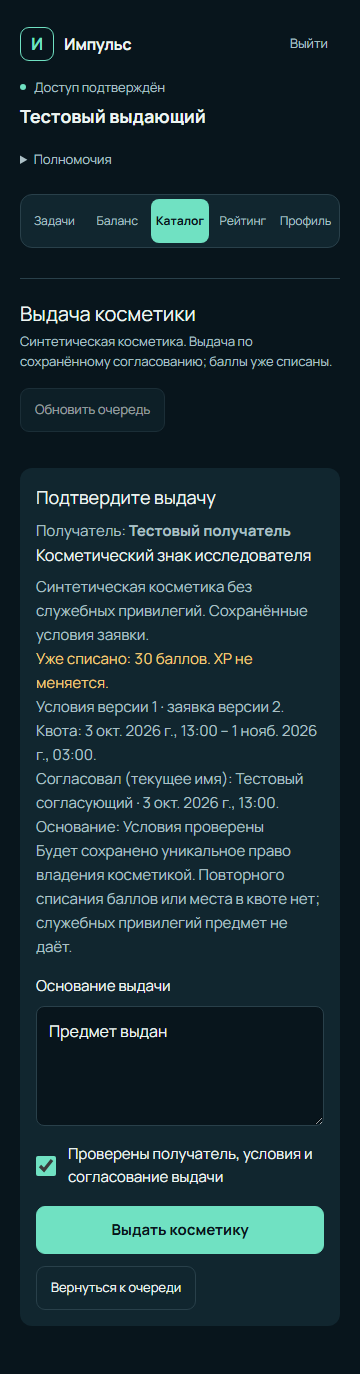 И Импульс Выйти
Доступ подтверждён
Тестовый выдающий
Полномочия
Задачи Баланс Каталог Рейтинг Профиль
Выдача косметики
Синтетическая косметика. Выдача по
сохранённому согласованию; баллы уже списаны.
Обновить очередь
Подтвердите выдачу
Получатель: Тестовый получатель
Косметический знак исследователя
Синтетическая косметика без
служебных привилегий. Сохранённые
условия заявки.
Уже списано: 30 баллов. XP не
меняется.
Условия версии 1 · заявка версии 2.
Квота: 3 окт. 2026 г., 13:00 – 1 нояб. 2026
г., 03:00.
Согласовал (текущее имя): Тестовый
согласующий · 3 окт. 2026 г., 13:00.
Основание: Условия проверены
Будет сохранено уникальное право
владения косметикой. Повторного
списания баллов или места в квоте нет;
служебных привилегий предмет не
даёт.
Основание выдачи
Предмет выдан
Проверены получатель, условия и
согласование выдачи
Выдать косметику
Вернуться к очереди